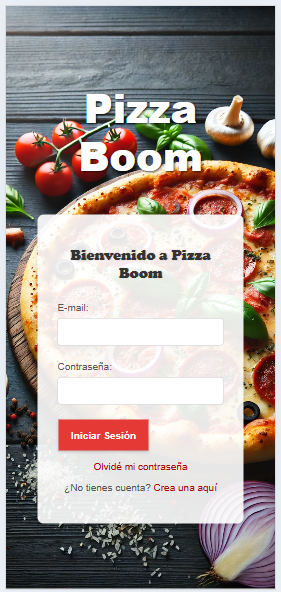 Pizza
Boom
Bienvenido a Pizza
Boom
E-mail:
Contraseña:
Iniciar Sesión
Olvidé mi contraseña
¿No tienes cuenta? Crea una aquí